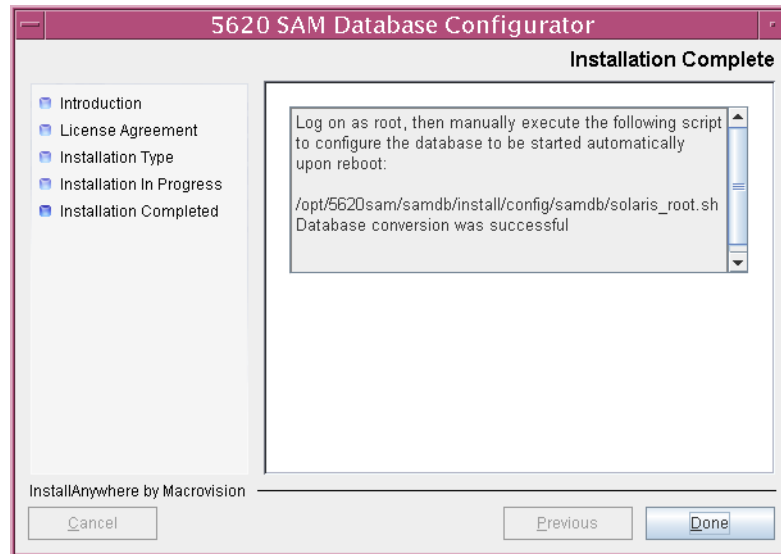 5620 SAM Database Configurator
Installation Complete
Introduction
License Agreement
Installation Type
Installation In Progress
Installation Completed
Log on as root, then manually execute the following script
to configure the database to be started automatically
upon reboot:
/opt/5620sam/samdb/install/config/samdb/solaris_root.sh
Database conversion was successful
InstallAnywhere by Macrovision
Cancel
Previous
Done